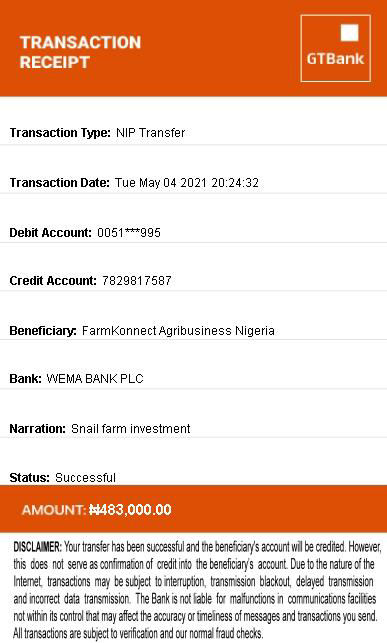 TRANSACTION
RECEIPT
GTBank
Transaction Type: NIP Transfer
Transaction Date: Tue May 04 2021 20:24:32
Debit Account: 0051***995
Credit Account: 7829817587
Beneficiary: FarmKonnect Agribusiness Nigeria
Bank: WEMA BANK PLC
Narration: Snail farm investment
Status: Successful
AMOUNT: ₦483,000.00
DISCLAIMER: Your transfer has been successful and the beneficiary's account will be credited. However,
this does not serve as confirmation of credit into the beneficiary's account. Due to the nature of the
Internet, transactions may be subject to interruption, transmission blackout, delayed transmission
and incorrect data transmission. The Bank is not liable for malfunctions in communications facilities
not within its control that may affect the accuracy or timeliness of messages and transactions you send.
All transactions are subject to verification and our normal fraud checks.